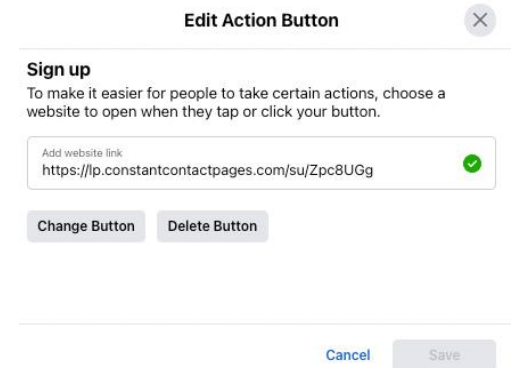 Edit Action Button
Sign up
To make it easier for people to take certain actions, choose a
website to open when they tap or click your button.
Add website link
https://lp.constantcontactpages.com/su/Zpc8UGg
Change Button Delete Button
Cancel Save